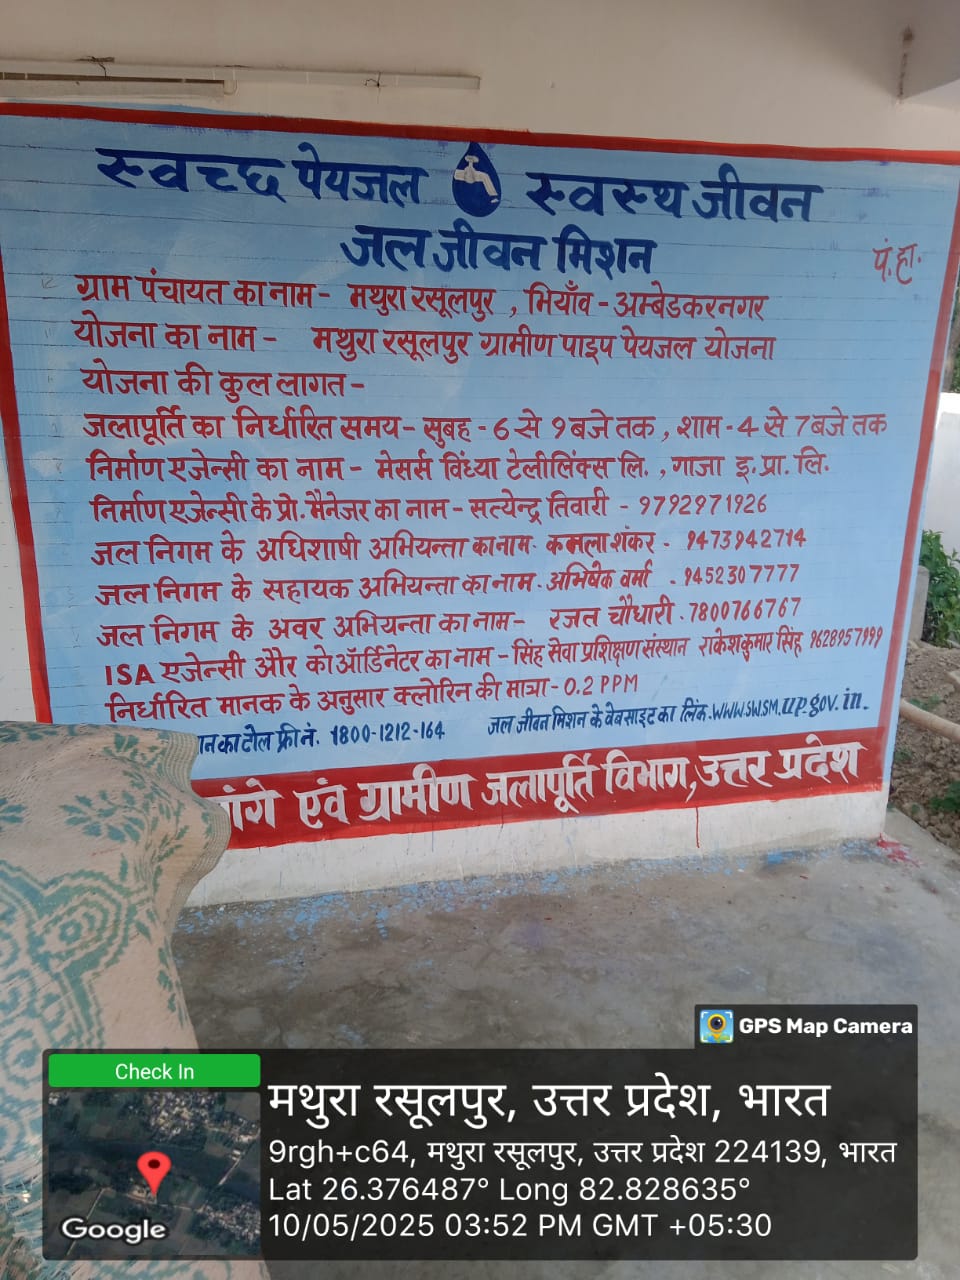 स्वच्छ पेयजल स्वस्थ जीवन
जल जीवन मिशन
पं.हा.
ग्राम पंचायत का नाम - मथुरा रसूलपुर , भियाँव - अम्बेडकरनगर
योजना का नाम - मथुरा रसूलपुर ग्रामीण पाइप पेयजल योजना
योजना की कुल लागत -
जलापूर्ति का निर्धारित समय - सुबह - 6 से 9 बजे तक , शाम - 4 से 7 बजे तक
निर्माण एजेन्सी का नाम - मेसर्स विंध्या टेलीलिंक्स लि. , गाजा इ. प्रा. लि.
निर्माण एजेन्सी के प्रो. मैनेजर का नाम - सत्येन्द्र तिवारी - 9792971926
जल निगम के अधिशाषी अभियन्ता का नाम - कमला शंकर - 9473942714
जल निगम के सहायक अभियन्ता का नाम - अभिषेक वर्मा - 9452307777
जल निगम के अवर अभियन्ता का नाम - रजत चौधारी . 7800766767
ISA एजेन्सी और को ऑर्डिनेटर का नाम - सिंह सेवा प्रशिक्षण संस्थान राकेश कुमार सिंह 9628957999
निर्धारित मानक के अनुसार क्लोरिन की मात्रा - 0.2 PPM
का टोल फ्री नं. 1800-1212-164 जल जीवन मिशन के वेबसाइट का लिंक . www.swsm.up.gov.in.
एवं ग्रामीण जलापूर्ति विभाग, उत्तर प्रदेश
GPS Map Camera
Check In
मथुरा रसूलपुर, उत्तर प्रदेश, भारत
9rgh+c64, मथुरा रसूलपुर, उत्तर प्रदेश 224139, भारत
Lat 26.376487° Long 82.828635°
10/05/2025 03:52 PM GMT +05:30
Google